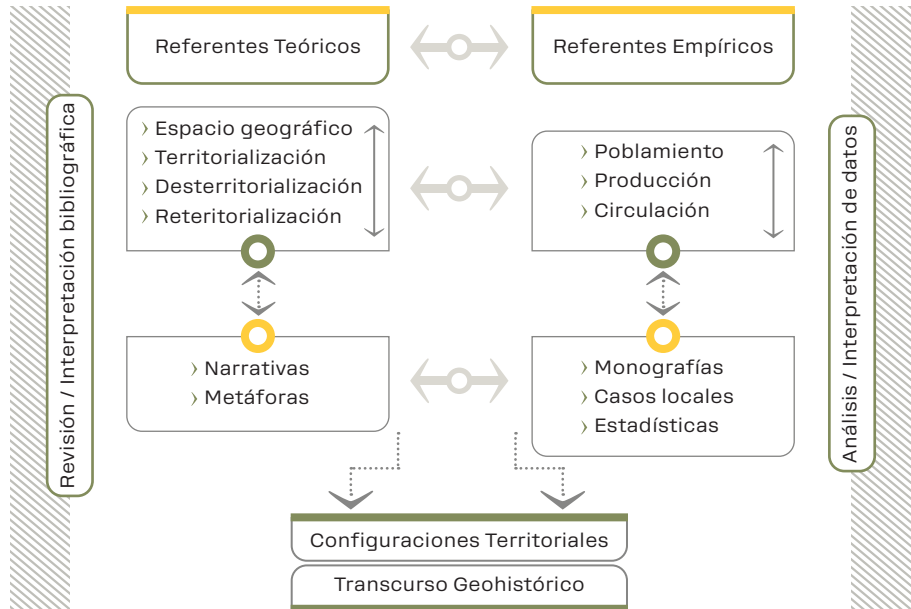 Referentes Teóricos
Referentes Empíricos
Revisión / Interpretación bibliográfica
› Espacio geográfico
› Territorialización
› Desterritorialización
› Reteritorialización
› Poblamiento
› Producción
› Circulación
Análisis / Interpretación de datos
› Narrativas
› Metáforas
› Monografías
› Casos locales
› Estadísticas
Configuraciones Territoriales
Transcurso Geohistórico